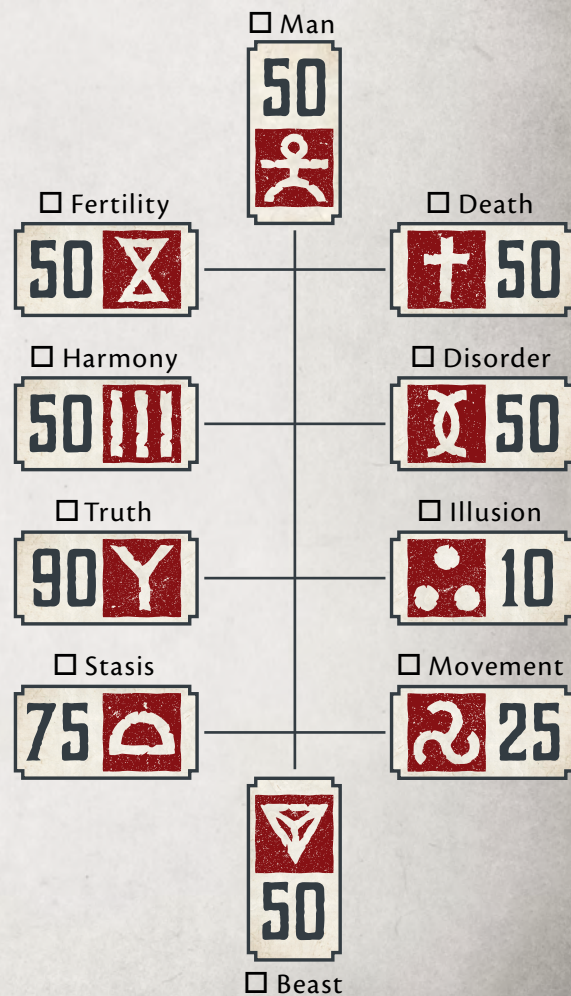 ☐ Man
50
☐ Fertility
☐ Death
50
50
☐ Harmony
☐ Disorder
50
50
☐ Truth
☐ Illusion
90
10
☐ Stasis
☐ Movement
75
25
50
☐ Beast